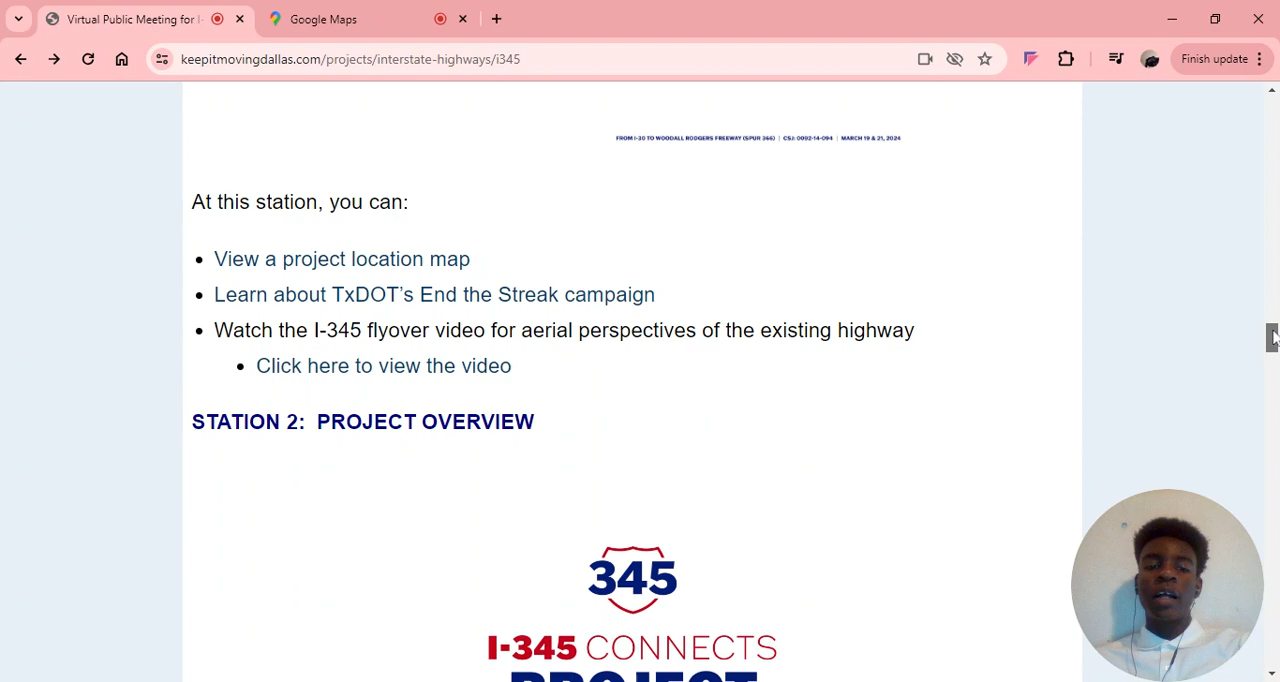 Virtual Public Meeting for I-
Google Maps
keepitmovingdallas.com/projects/interstate-highways/i345
Finish update
FROM I-30 TO WOODALL RODGERS FREEWAY (SPUR 366) | CSJ: 0092-14-094 | MARCH 19 & 21, 2024
At this station, you can:
• View a project location map
• Learn about TxDOT’s End the Streak campaign
• Watch the I-345 flyover video for aerial perspectives of the existing highway
• Click here to view the video
STATION 2: PROJECT OVERVIEW
345
I-345 CONNECTS
PROJECT